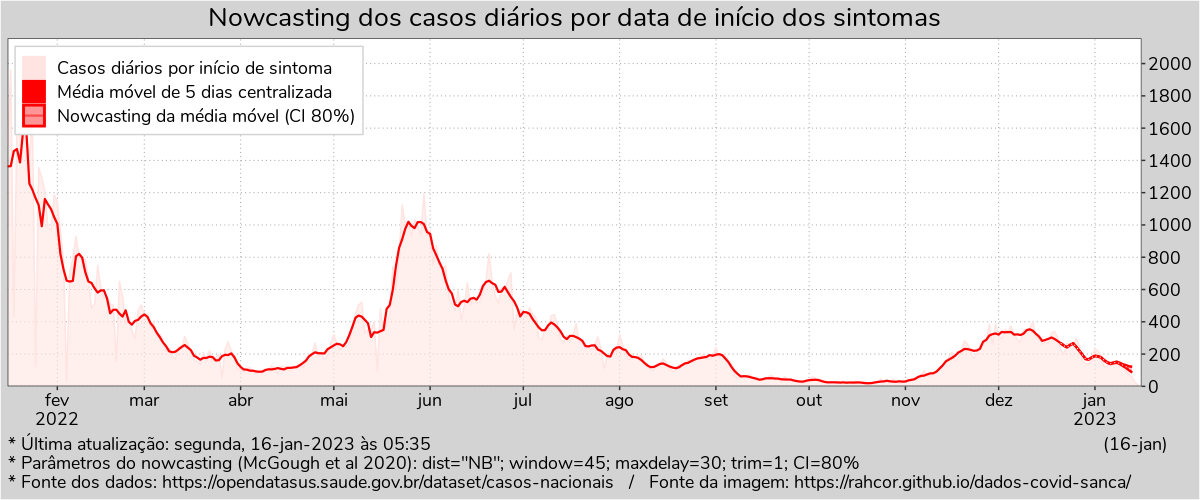 Nowcasting dos casos diários por data de início dos sintomas
Casos diários por início de sintoma
Média móvel de 5 dias centralizada
Nowcasting da média móvel (CI 80%)
2000
1800
1600
1400
1200
1000
800
600
400
200
0
fev mar abr mai jun jul ago set out nov dez jan
2022 2023
* Última atualização: segunda, 16-jan-2023 às 05:35 (16-jan)
* Parâmetros do nowcasting (McGough et al 2020): dist="NB"; window=45; maxdelay=30; trim=1; CI=80%
* Fonte dos dados: https://opendatasus.saude.gov.br/dataset/casos-nacionais / Fonte da imagem: https://rahcor.github.io/dados-covid-sanca/